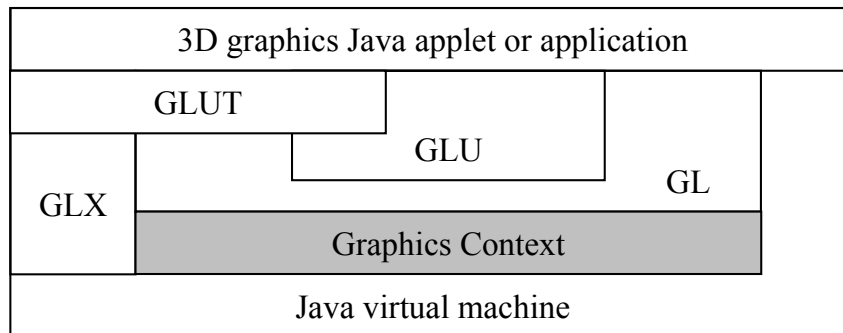 3D graphics Java applet or application
GLUT
GLU
GL
GLX
Graphics Context
Java virtual machine